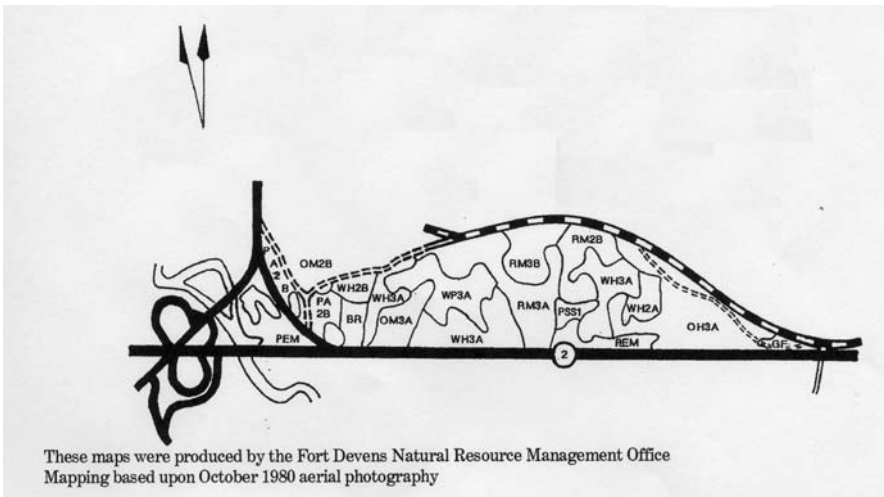 RM2B
OM2B
P
A
2
RM3B
WH2B
WH3A
WH3A
B
WP3A
PA
2B
RM3A
PSS1
WH2A
BR
OM3A
OH3A
PEM
WH3A
PEM
GF
2
These maps were produced by the Fort Devens Natural Resource Management Office
Mapping based upon October 1980 aerial photography